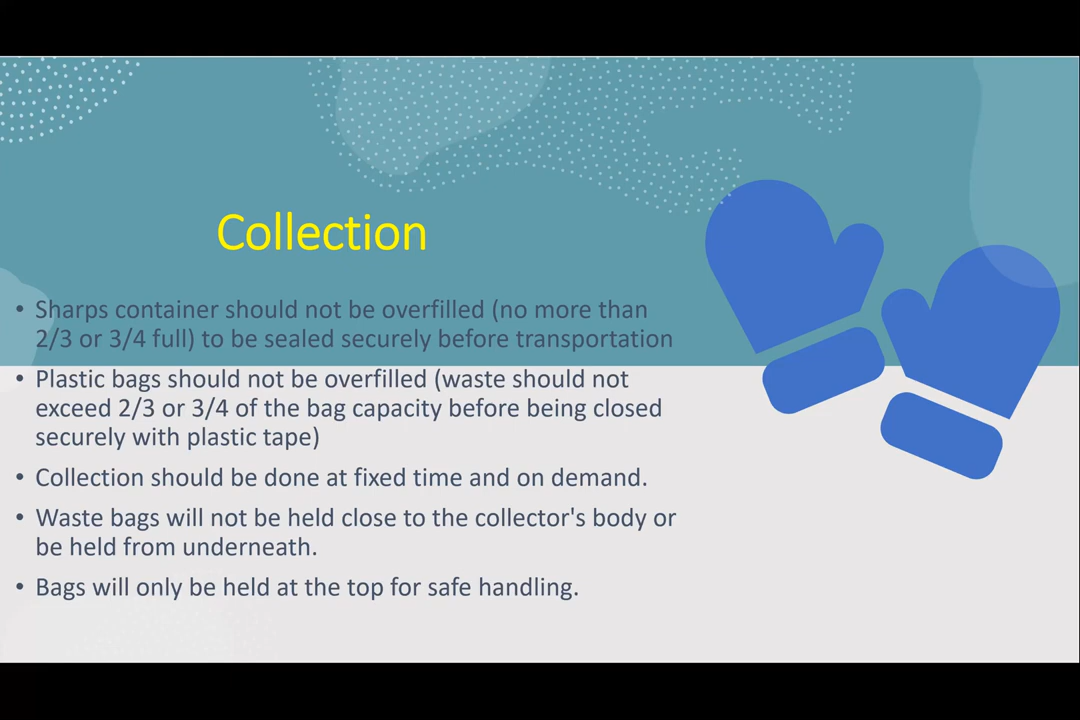 Collection
• Sharps container should not be overfilled (no more than
2/3 or 3/4 full) to be sealed securely before transportation
• Plastic bags should not be overfilled (waste should not
exceed 2/3 or 3/4 of the bag capacity before being closed
securely with plastic tape)
• Collection should be done at fixed time and on demand.
• Waste bags will not be held close to the collector's body or
be held from underneath.
• Bags will only be held at the top for safe handling.